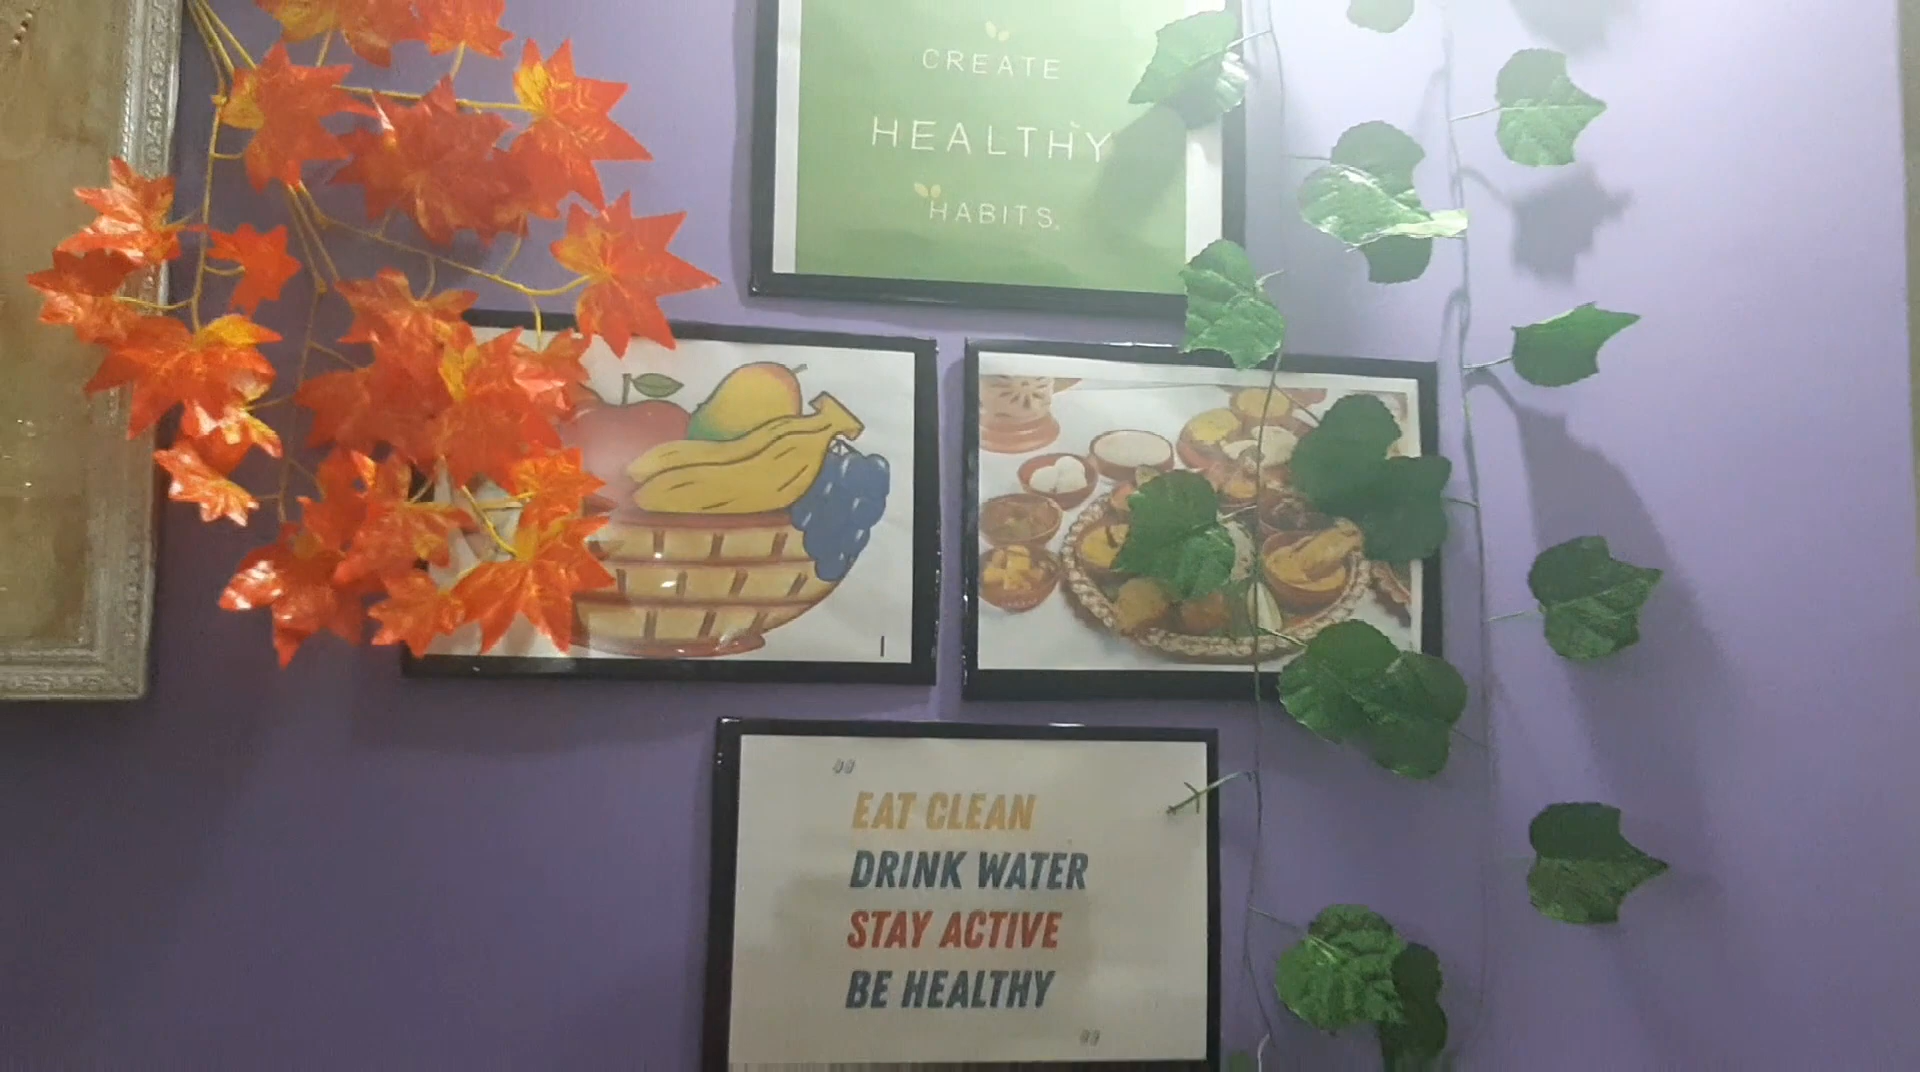 CREATE
HEALTHY
HABITS.
"
EAT CLEAN
DRINK WATER
STAY ACTIVE
BE HEALTHY
"